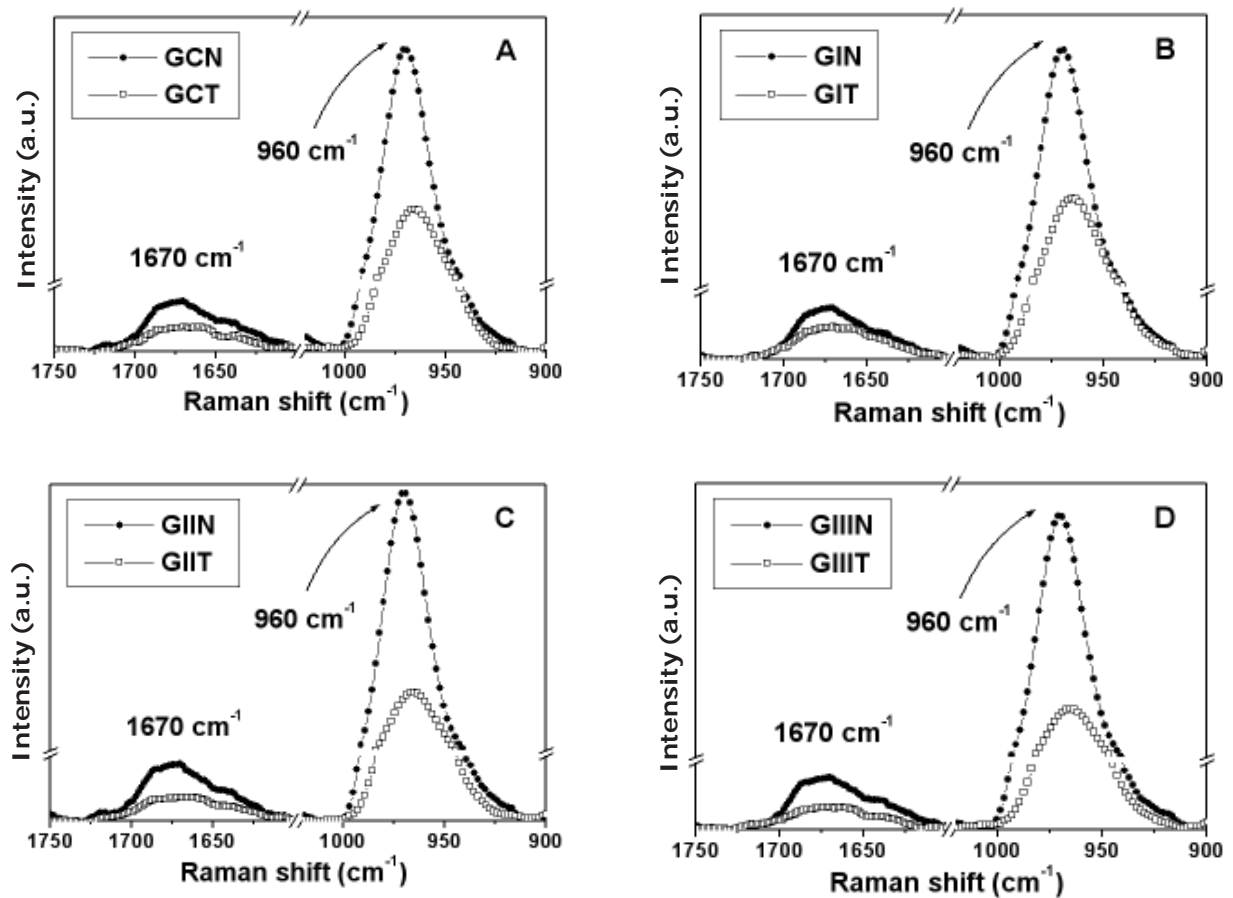 GCN
GCT
A
960 cm⁻¹
1670 cm⁻¹
Intensity (a.u.)
1750 1700 1650 1000 950 900
Raman shift (cm⁻¹)
GIN
GIT
B
960 cm⁻¹
1670 cm⁻¹
Intensity (a.u.)
1750 1700 1650 1000 950 900
Raman shift (cm⁻¹)
GIIN
GIIT
C
960 cm⁻¹
1670 cm⁻¹
Intensity (a.u.)
1750 1700 1650 1000 950 900
Raman shift (cm⁻¹)
GIIIN
GIIIT
D
960 cm⁻¹
1670 cm⁻¹
Intensity (a.u.)
1750 1700 1650 1000 950 900
Raman shift (cm⁻¹)